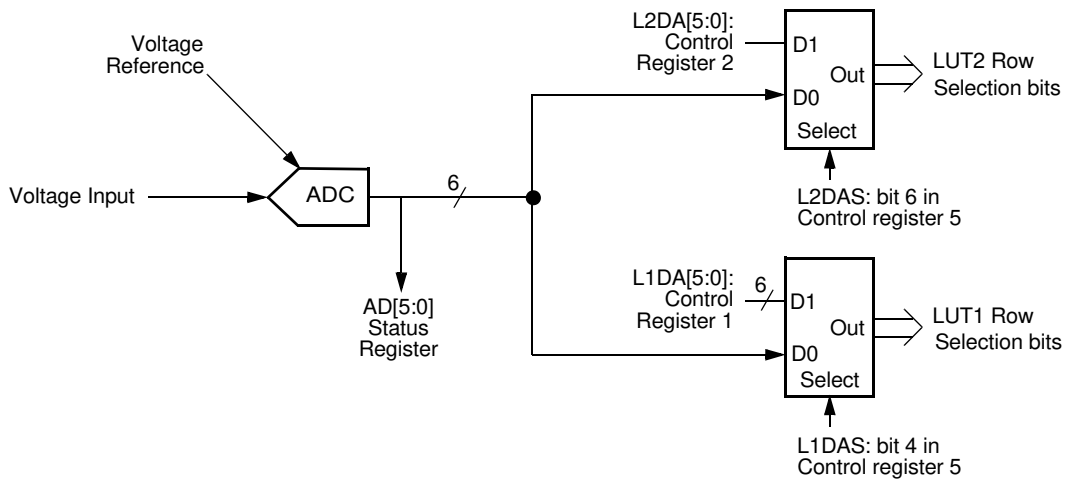 L2DA[5:0]:
Control
Register 2
D1
D0
Out
Select
LUT2 Row
Selection bits
L2DAS: bit 6 in
Control register 5
Voltage
Reference
Voltage Input
ADC
6
AD[5:0]
Status
Register
L1DA[5:0]:
Control
Register 1
6
D1
D0
Out
Select
LUT1 Row
Selection bits
L1DAS: bit 4 in
Control register 5